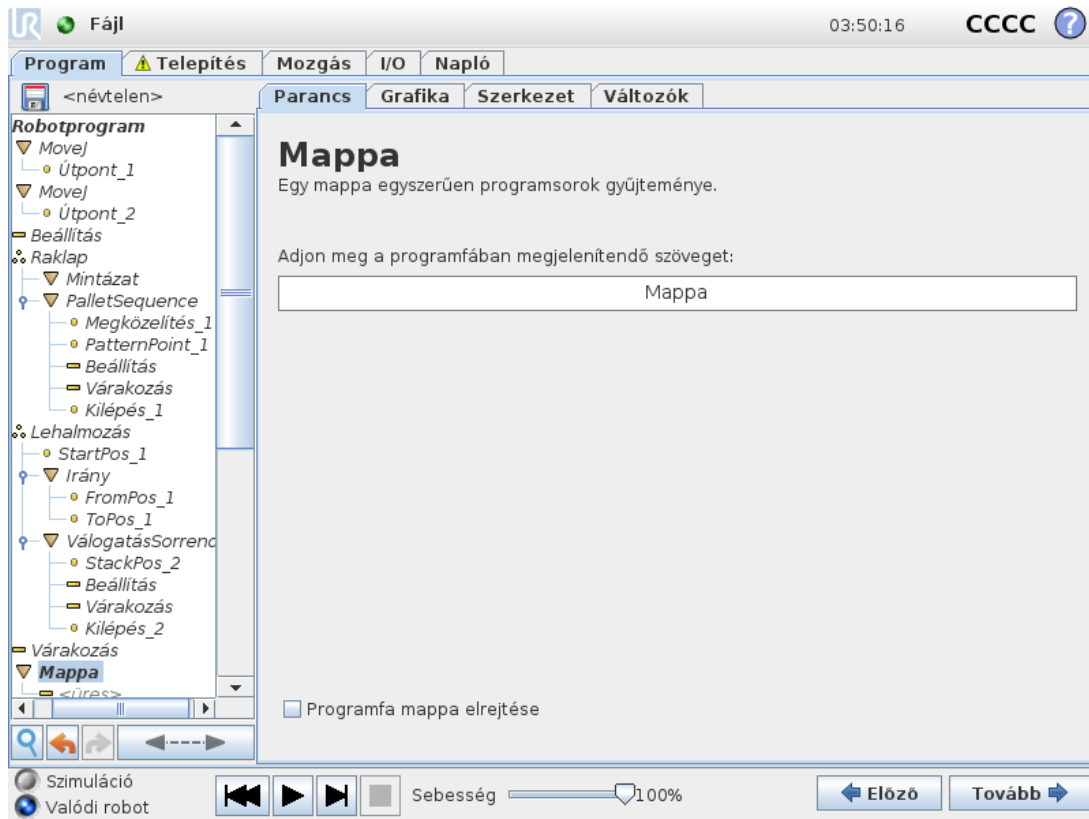 UR Fájl 03:50:16 CCCC ?
Program Telepítés Mozgás I/O Napló
<névtelen>
Parancs Grafika Szerkezet Változók
Robotprogram
MoveJ
Útpont_1
MoveJ
Útpont_2
Beállítás
Raklap
Mintázat
PalletSequence
Megközelítés_1
PatternPoint_1
Beállítás
Várakozás
Kilépés_1
Lehalmozás
StartPos_1
Irány
FromPos_1
ToPos_1
VálogatásSorrend
StackPos_2
Beállítás
Várakozás
Kilépés_2
Várakozás
Mappa
<üres>
Mappa
Egy mappa egyszerűen programsorok gyűjteménye.
Adjon meg a programfában megjelenítendő szöveget:
Mappa
Programfa mappa elrejtése
Szimuláció
Valódi robot
Sebesség 100%
Előző Tovább